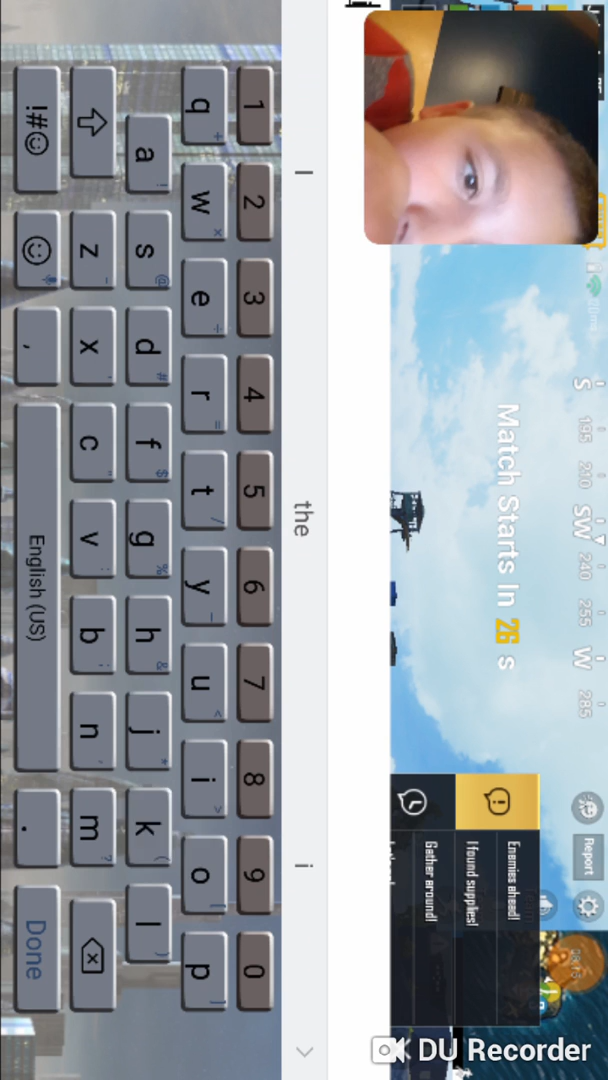 S 195 210 SW 240 255 W 285
Report
Match Starts In 26 s
Enemies ahead!
I found supplies!
Gather around!
I the i
1 2 3 4 5 6 7 8 9 0
q + w × e ÷ r = t / y _ u < i > o [ p ]
a ! s @ d # f $ g % h & j * k ( l )
z - x ' c " v : b ; n , m ?
!#☺ , English (US) . Done
DU Recorder